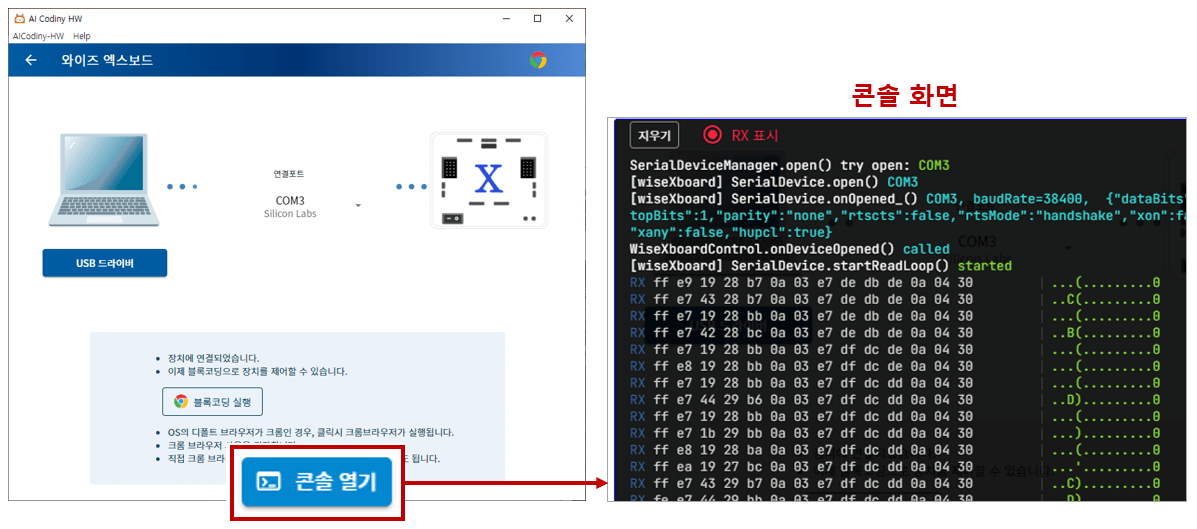 AI Codiny HW
AICodiny-HW Help
와이즈 엑스보드
연결포트
COM3
Silicon Labs
X
USB 드라이버
장치에 연결되었습니다.
이제 블록코딩으로 장치를 제어할 수 있습니다.
블록코딩 실행
OS의 디폴트 브라우저가 크롬인 경우, 클릭시 크롬브라우저가 실행됩니다.
크롬 브라우저
직접 크롬 브라 도 됩니다.
콘솔 열기
콘솔 화면
지우기 RX 표시
SerialDeviceManager.open() try open: COM3
[wiseXboard] SerialDevice.open() COM3
[wiseXboard] SerialDevice.onOpened_() COM3, baudRate=38400, {"dataBits"
topBits":1,"parity":"none","rtscts":false,"rtsMode":"handshake","xon":fa
"xany":false,"hupcl":true}
WiseXboardControl.onDeviceOpened() called
[wiseXboard] SerialDevice.startReadLoop() started
RX ff e9 19 28 b7 0a 03 e7 de db de 0a 04 30 | ...(.........0
RX ff e7 43 28 b7 0a 03 e7 de db de 0a 04 30 | ..C(.........0
RX ff e7 19 28 bb 0a 03 e7 de db de 0a 04 30 | ...(.........0
RX ff e7 42 28 bc 0a 03 e7 de db de 0a 04 30 | ..B(.........0
RX ff e7 19 28 bb 0a 03 e7 df dc de 0a 04 30 | ...(.........0
RX ff e8 19 28 bb 0a 03 e7 df dc dd 0a 04 30 | ...(.........0
RX ff e7 19 28 bb 0a 03 e7 df dc dd 0a 04 30 | ...(.........0
RX ff e7 44 29 b6 0a 03 e7 df dc dd 0a 04 30 | ..D).........0
RX ff e7 19 28 bb 0a 03 e7 df dc dd 0a 04 30 | ...(.........0
RX ff e7 1b 29 bb 0a 03 e7 df dc dd 0a 04 30 | ...).........0
RX ff e8 19 28 bb 0a 03 e7 df dc dd 0a 04 30 | ...(.........0
RX ff ea 19 27 bc 0a 03 e7 df dc dd 0a 04 30 | ...'.........0
RX ff e7 43 29 b7 0a 03 e7 df dc dd 0a 04 30 | ..C).........0
RX fe e7 44 29 bb 0a 03 e7 df dc dd 0a 04 30 | ..D).........0